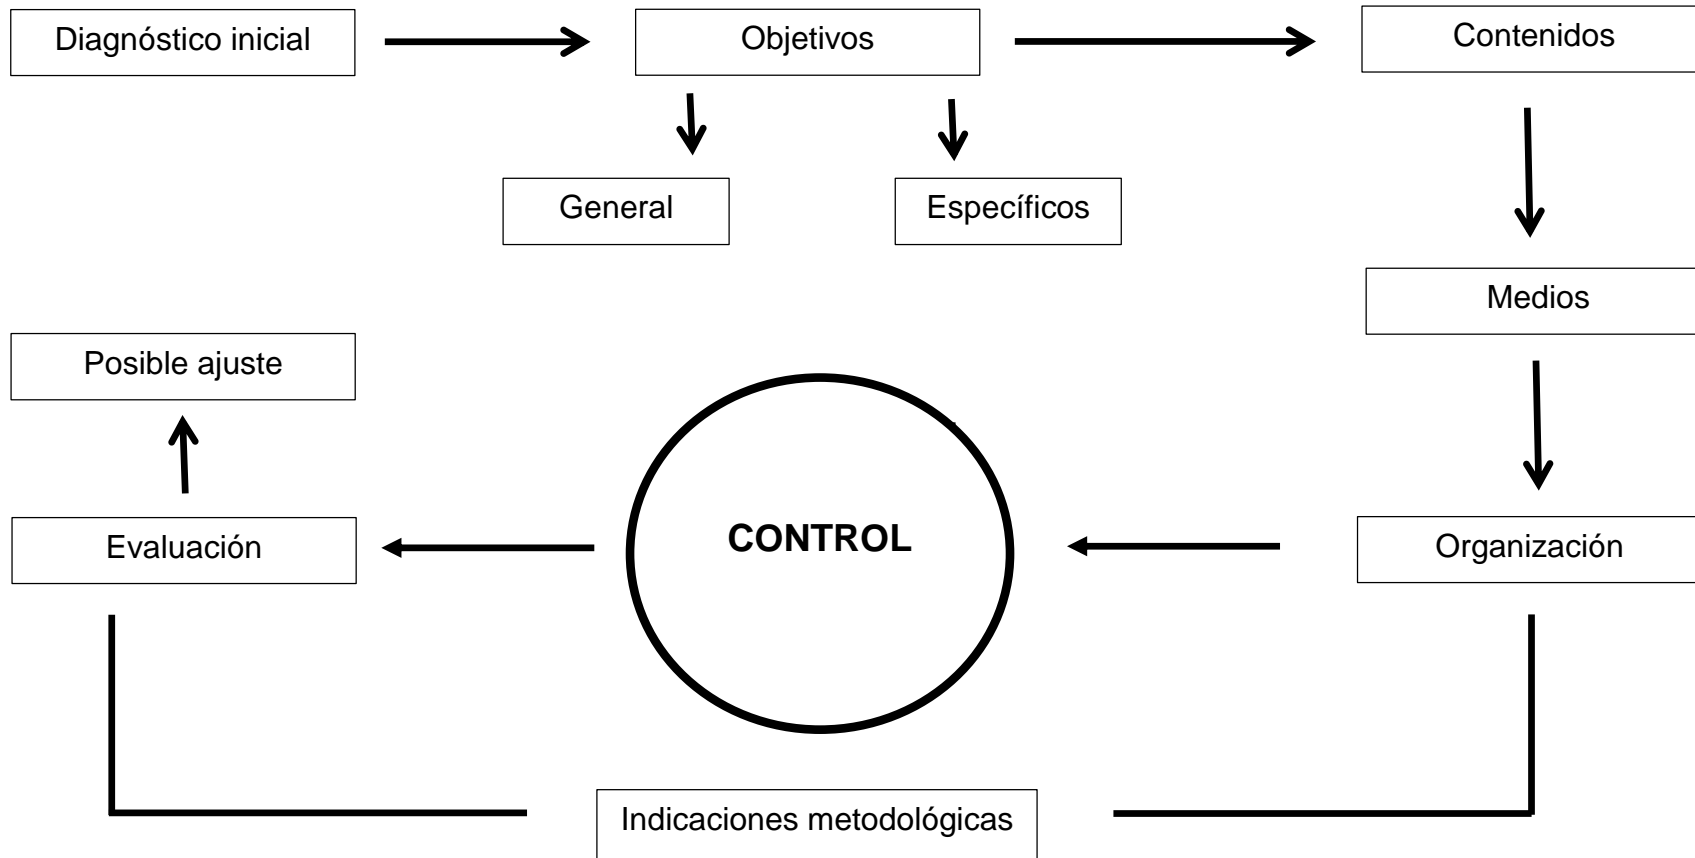 Diagnóstico inicial
Objetivos
Contenidos
General
Específicos
Medios
Posible ajuste
CONTROL
Evaluación
Organización
Indicaciones metodológicas